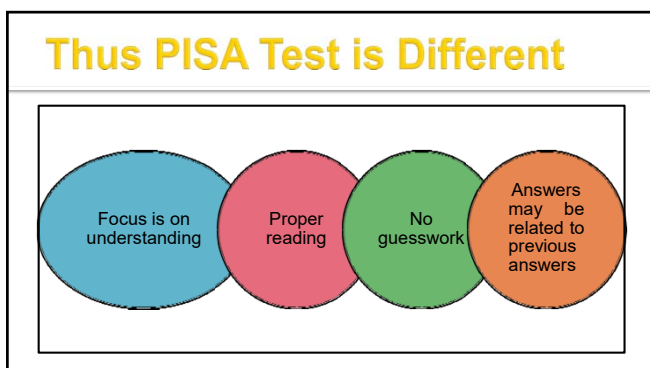 Thus PISA Test is Different
Focus is on
understanding
Proper
reading
No
guesswork
Answers
may be
related to
previous
answers